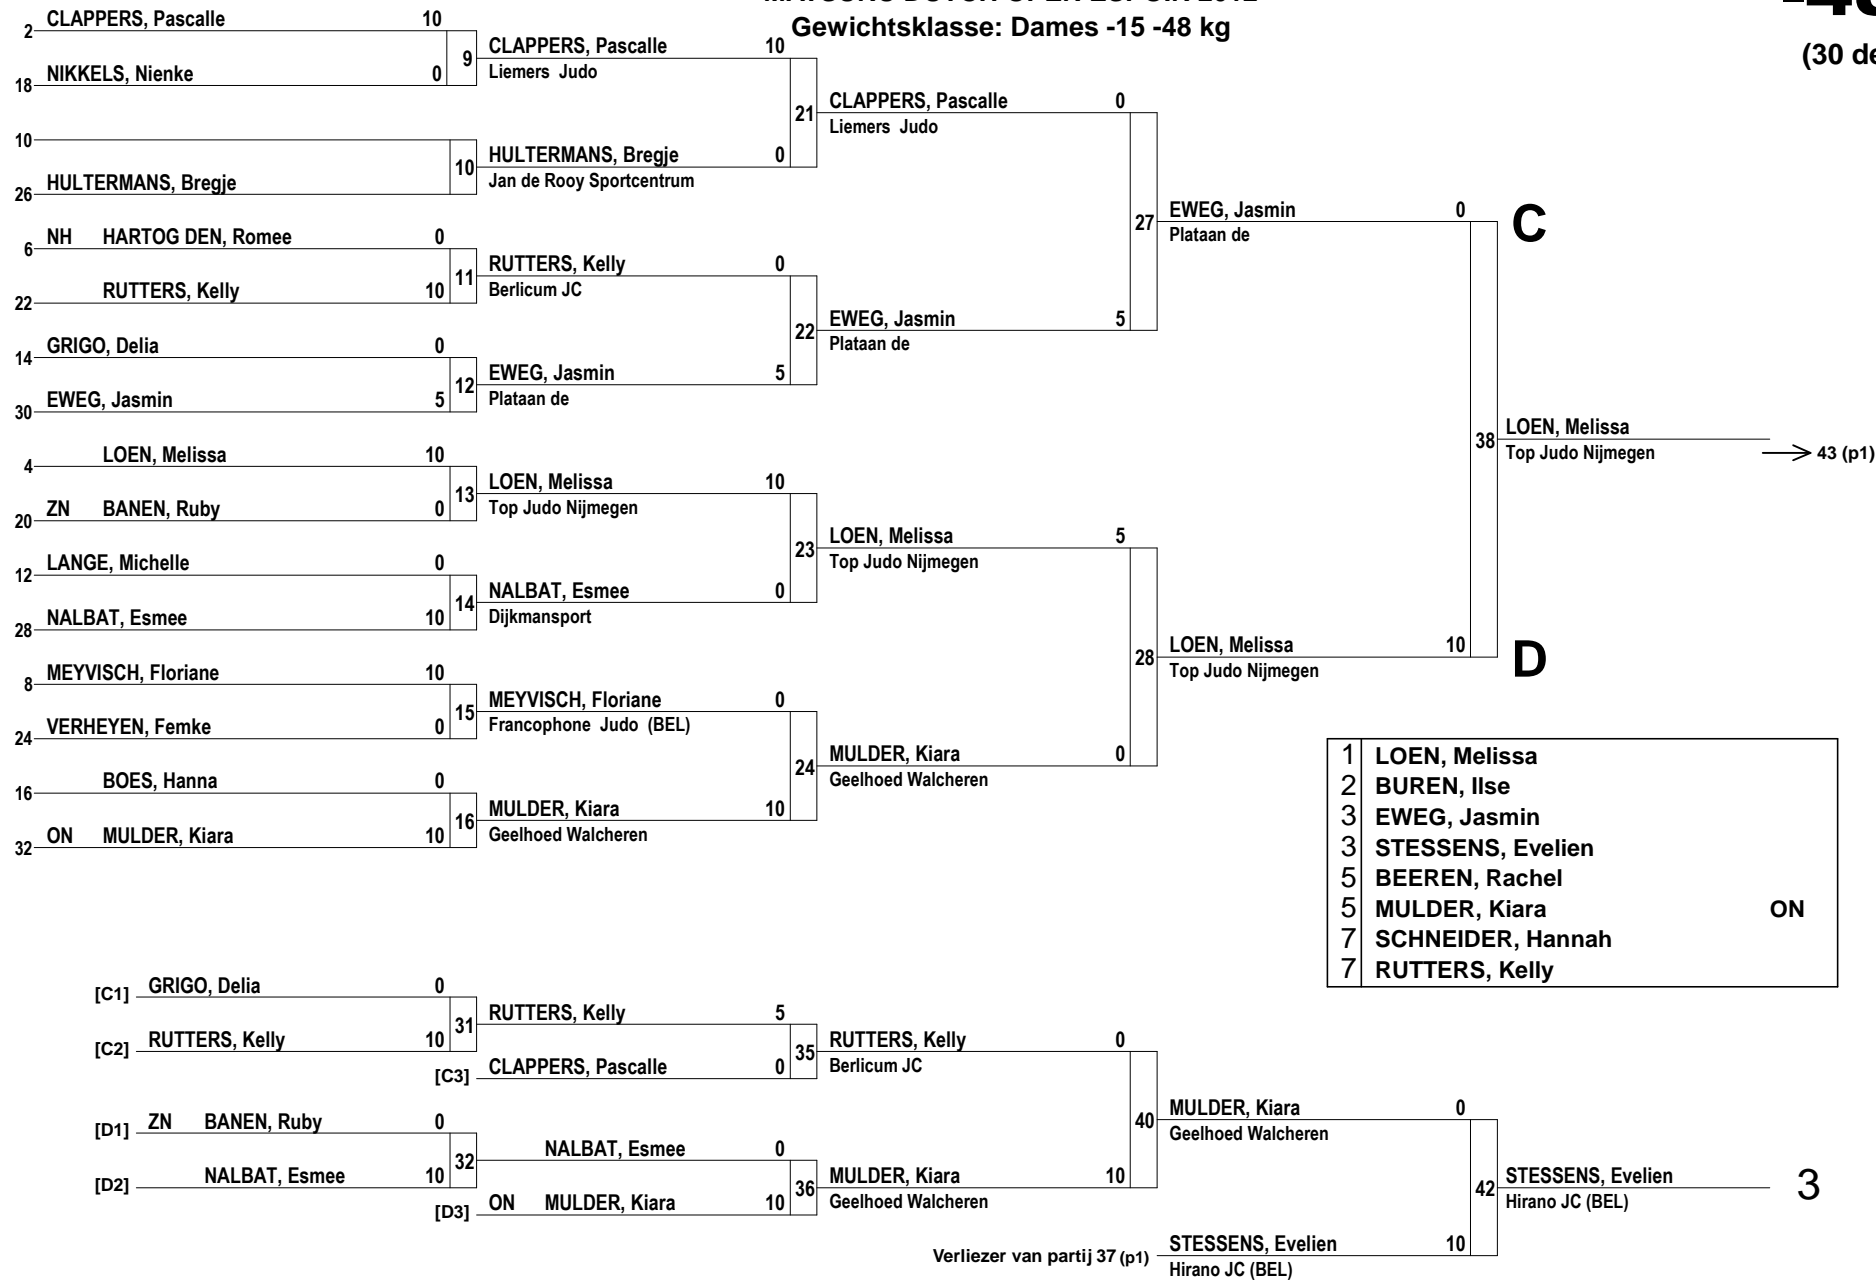 Gewichtsklasse: Dames -15 -48 kg
2 CLAPPERS, Pascalle 10
18 NIKKELS, Nienke 0
9 CLAPPERS, Pascalle 10
Liemers Judo
10
26 HULTERMANS, Bregje
10 HULTERMANS, Bregje 0
Jan de Rooy Sportcentrum
21 CLAPPERS, Pascalle 0
Liemers Judo
6 NH HARTOG DEN, Romee 0
22 RUTTERS, Kelly 10
11 RUTTERS, Kelly 0
Berlicum JC
14 GRIGO, Delia 0
30 EWEG, Jasmin 5
12 EWEG, Jasmin 5
Plataan de
22 EWEG, Jasmin 5
Plataan de
27 EWEG, Jasmin 0
Plataan de
C
4 LOEN, Melissa 10
20 ZN BANEN, Ruby 0
13 LOEN, Melissa 10
Top Judo Nijmegen
12 LANGE, Michelle 0
28 NALBAT, Esmee 10
14 NALBAT, Esmee 0
Dijkmansport
23 LOEN, Melissa 5
Top Judo Nijmegen
8 MEYVISCH, Floriane 10
24 VERHEYEN, Femke 0
15 MEYVISCH, Floriane 0
Francophone Judo (BEL)
16 BOES, Hanna 0
32 ON MULDER, Kiara 10
16 MULDER, Kiara 10
Geelhoed Walcheren
24 MULDER, Kiara 0
Geelhoed Walcheren
28 LOEN, Melissa 10
Top Judo Nijmegen
D
38 LOEN, Melissa
Top Judo Nijmegen
43 (p1)
1 LOEN, Melissa
2 BUREN, Ilse
3 EWEG, Jasmin
3 STESSENS, Evelien
5 BEEREN, Rachel
5 MULDER, Kiara ON
7 SCHNEIDER, Hannah
7 RUTTERS, Kelly
[C1] GRIGO, Delia 0
[C2] RUTTERS, Kelly 10
31 RUTTERS, Kelly 5
[C3] CLAPPERS, Pascalle 0
35 RUTTERS, Kelly 0
Berlicum JC
[D1] ZN BANEN, Ruby 0
[D2] NALBAT, Esmee 10
32 NALBAT, Esmee 0
[D3] ON MULDER, Kiara 10
36 MULDER, Kiara 10
Geelhoed Walcheren
40 MULDER, Kiara 0
Geelhoed Walcheren
Verliezer van partij 37 (p1) STESSENS, Evelien 10
Hirano JC (BEL)
42 STESSENS, Evelien
Hirano JC (BEL)
3